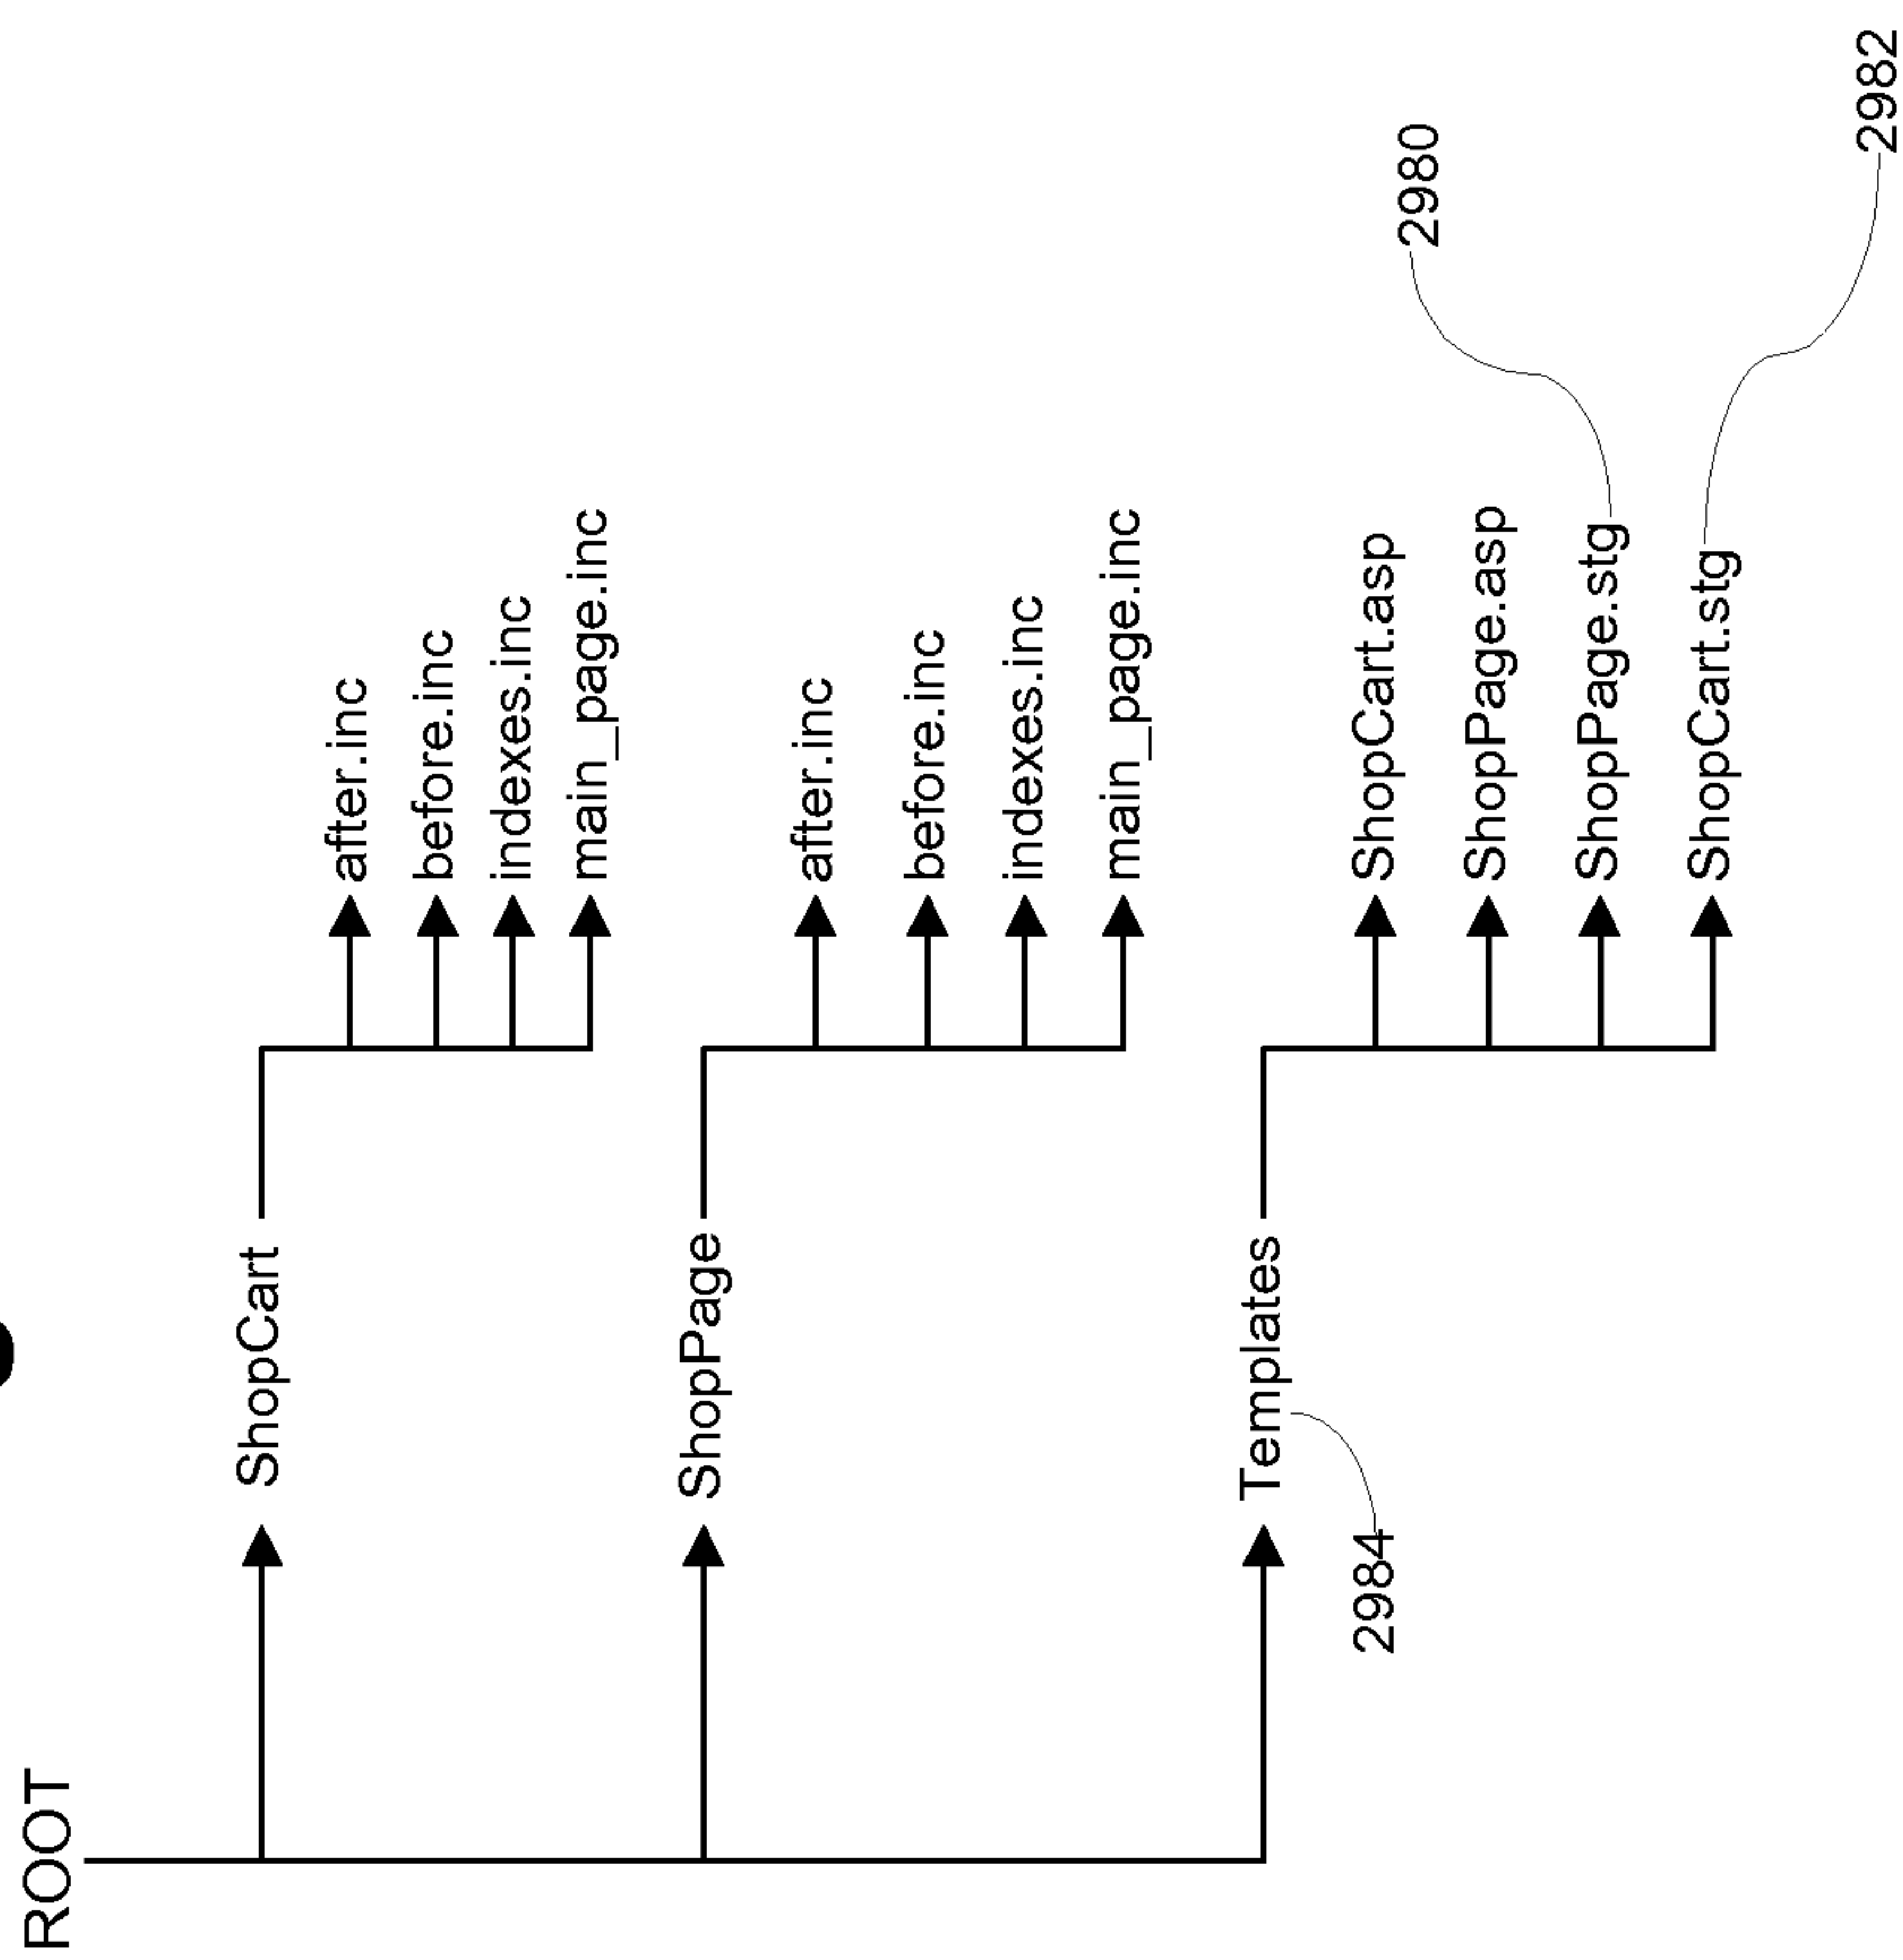 ROOT
ShopCart
after.inc
before.inc
indexes.inc
main_page.inc
ShopPage
after.inc
before.inc
indexes.inc
main_page.inc
Templates
2984
ShopCart.asp
ShopPage.asp
ShopPage.stg
2980
ShopCart.stg
2982